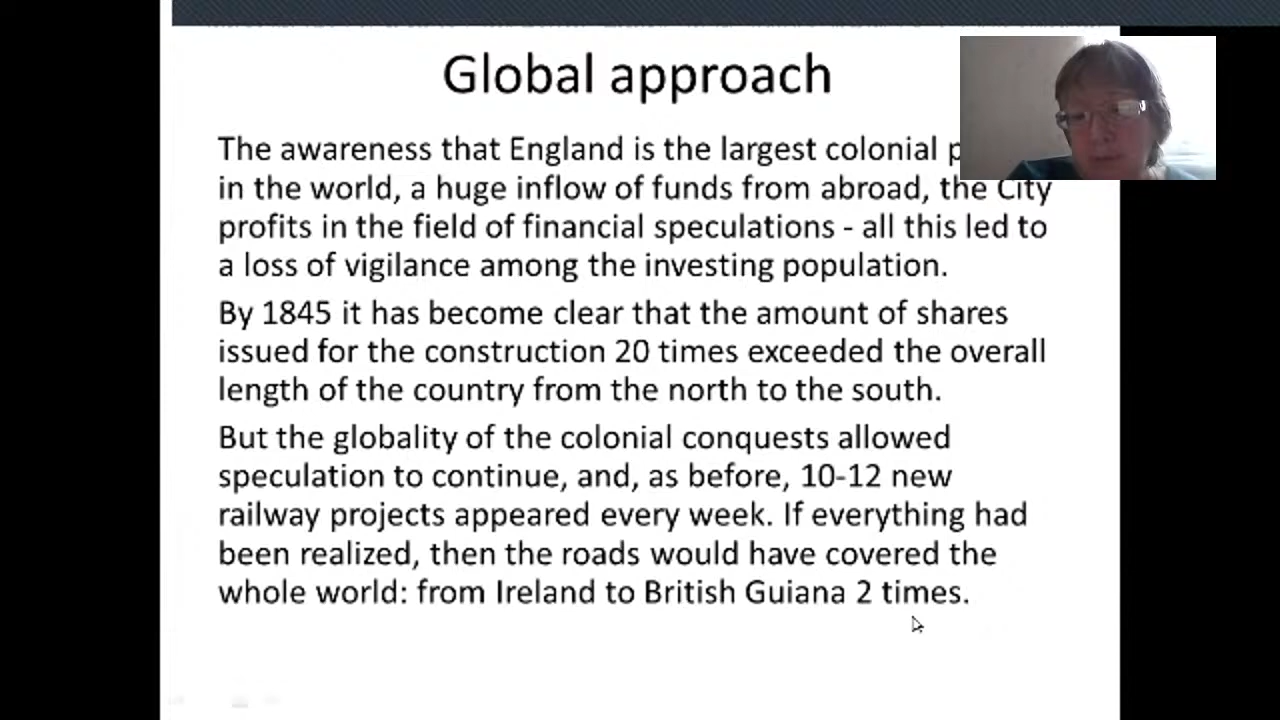 Global approach
The awareness that England is the largest colonial
in the world, a huge inflow of funds from abroad, the City
profits in the field of financial speculations - all this led to
a loss of vigilance among the investing population.
By 1845 it has become clear that the amount of shares
issued for the construction 20 times exceeded the overall
length of the country from the north to the south.
But the globality of the colonial conquests allowed
speculation to continue, and, as before, 10-12 new
railway projects appeared every week. If everything had
been realized, then the roads would have covered the
whole world: from Ireland to British Guiana 2 times.